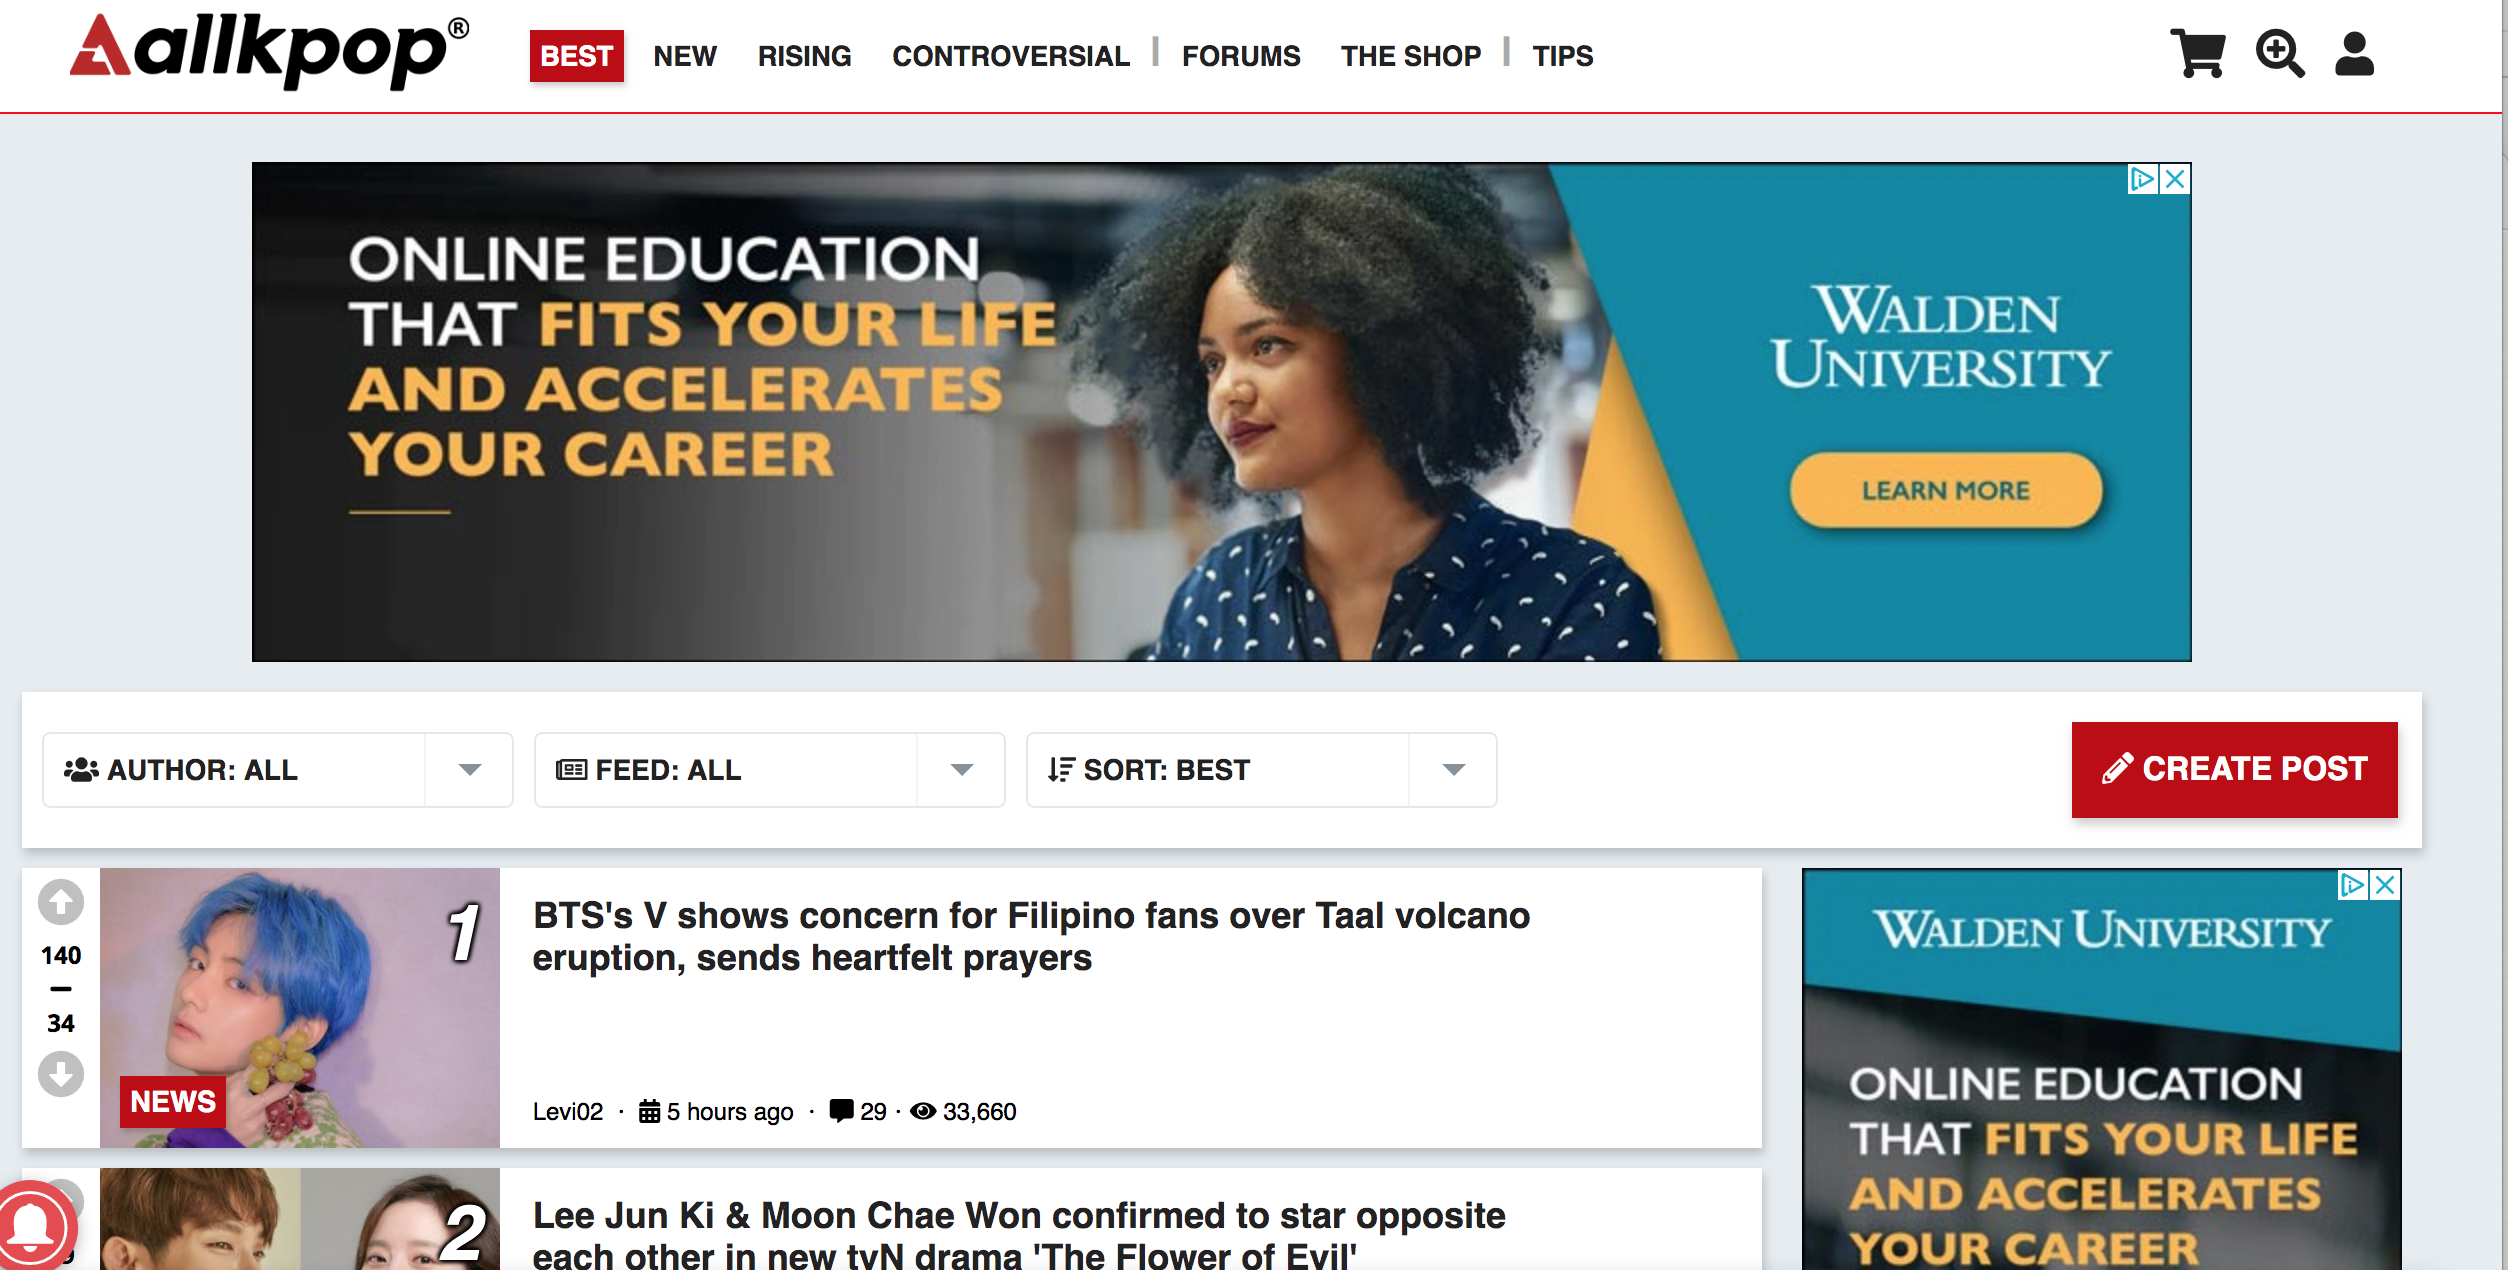 allkpop®
BEST NEW RISING CONTROVERSIAL | FORUMS THE SHOP | TIPS
ONLINE EDUCATION
THAT FITS YOUR LIFE
AND ACCELERATES
YOUR CAREER
WALDEN
UNIVERSITY
LEARN MORE
AUTHOR: ALL
FEED: ALL
SORT: BEST
CREATE POST
140
34
1
NEWS
BTS's V shows concern for Filipino fans over Taal volcano
eruption, sends heartfelt prayers
Levi02 · 5 hours ago · 29 · 33,660
2
Lee Jun Ki & Moon Chae Won confirmed to star opposite
each other in new tvN drama 'The Flower of Evil'
WALDEN UNIVERSITY
ONLINE EDUCATION
THAT FITS YOUR LIFE
AND ACCELERATES
YOUR CAREER